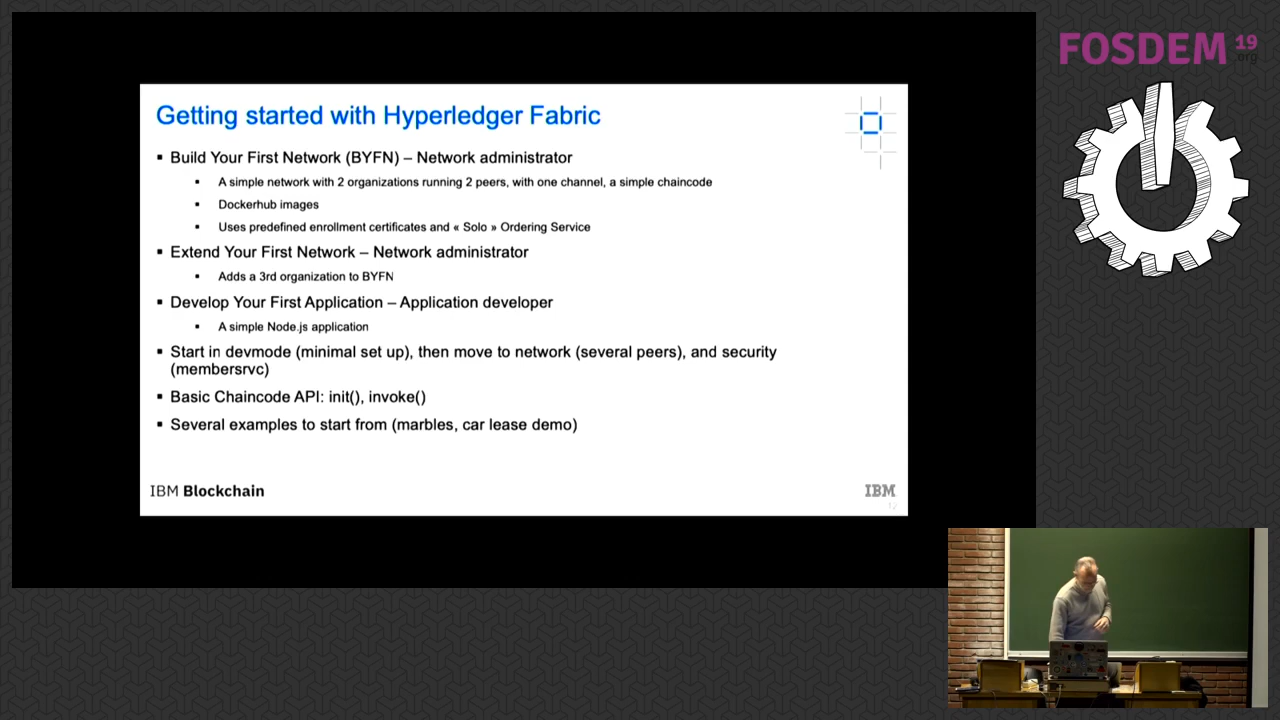 FOSDEM 19
org
Getting started with Hyperledger Fabric
▪ Build Your First Network (BYFN) – Network administrator
▪ A simple network with 2 organizations running 2 peers, with one channel, a simple chaincode
▪ Dockerhub images
▪ Uses predefined enrollment certificates and « Solo » Ordering Service
▪ Extend Your First Network – Network administrator
▪ Adds a 3rd organization to BYFN
▪ Develop Your First Application – Application developer
▪ A simple Node.js application
▪ Start in devmode (minimal set up), then move to network (several peers), and security
(membersrvc)
▪ Basic Chaincode API: init(), invoke()
▪ Several examples to start from (marbles, car lease demo)
IBM Blockchain
IBM
12